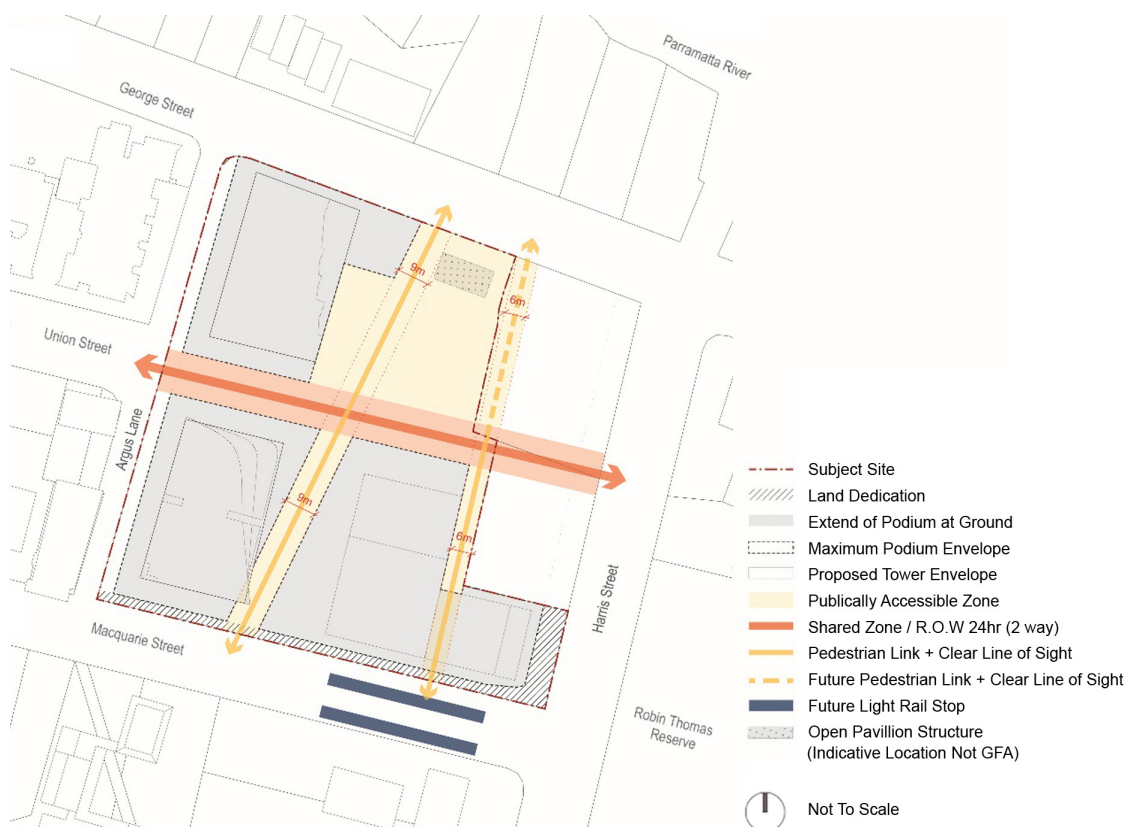 Parramatta River
George Street
9m
6m
Union Street
Argus Lane
9m
6m
Harris Street
Macquarie Street
Robin Thomas
Reserve
Subject Site
Land Dedication
Extend of Podium at Ground
Maximum Podium Envelope
Proposed Tower Envelope
Publically Accessible Zone
Shared Zone / R.O.W 24hr (2 way)
Pedestrian Link + Clear Line of Sight
Future Pedestrian Link + Clear Line of Sight
Future Light Rail Stop
Open Pavillion Structure
(Indicative Location Not GFA)
Not To Scale